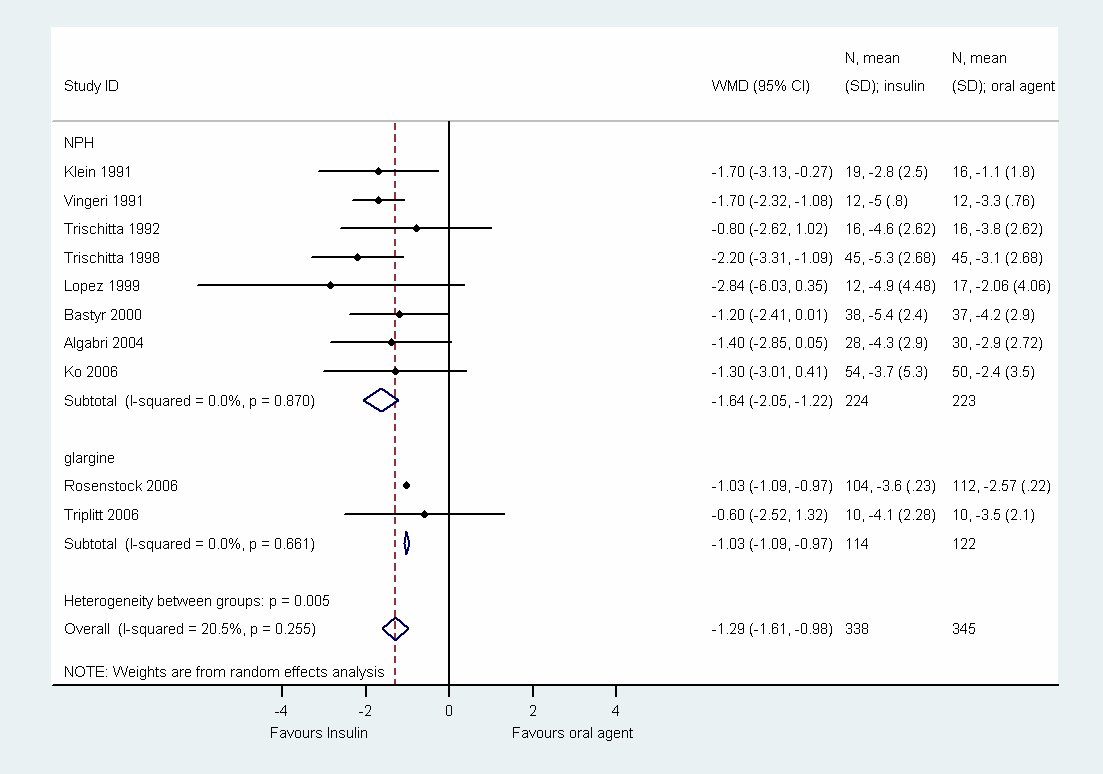 N, mean N, mean
Study ID WMD (95% CI) (SD); insulin (SD); oral agent
NPH
Klein 1991 -1.70 (-3.13, -0.27) 19, -2.8 (2.5) 16, -1.1 (1.8)
Vingeri 1991 -1.70 (-2.32, -1.08) 12, -5 (.8) 12, -3.3 (.76)
Trischitta 1992 -0.80 (-2.62, 1.02) 16, -4.6 (2.62) 16, -3.8 (2.62)
Trischitta 1998 -2.20 (-3.31, -1.09) 45, -5.3 (2.68) 45, -3.1 (2.68)
Lopez 1999 -2.84 (-6.03, 0.35) 12, -4.9 (4.48) 17, -2.06 (4.06)
Bastyr 2000 -1.20 (-2.41, 0.01) 38, -5.4 (2.4) 37, -4.2 (2.9)
Algabri 2004 -1.40 (-2.85, 0.05) 28, -4.3 (2.9) 30, -2.9 (2.72)
Ko 2006 -1.30 (-3.01, 0.41) 54, -3.7 (5.3) 50, -2.4 (3.5)
Subtotal (I-squared = 0.0%, p = 0.870) -1.64 (-2.05, -1.22) 224 223
glargine
Rosenstock 2006 -1.03 (-1.09, -0.97) 104, -3.6 (.23) 112, -2.57 (.22)
Triplitt 2006 -0.60 (-2.52, 1.32) 10, -4.1 (2.28) 10, -3.5 (2.1)
Subtotal (I-squared = 0.0%, p = 0.661) -1.03 (-1.09, -0.97) 114 122
Heterogeneity between groups: p = 0.005
Overall (I-squared = 20.5%, p = 0.255) -1.29 (-1.61, -0.98) 338 345
NOTE: Weights are from random effects analysis
-4 -2 0 2 4
Favours Insulin Favours oral agent